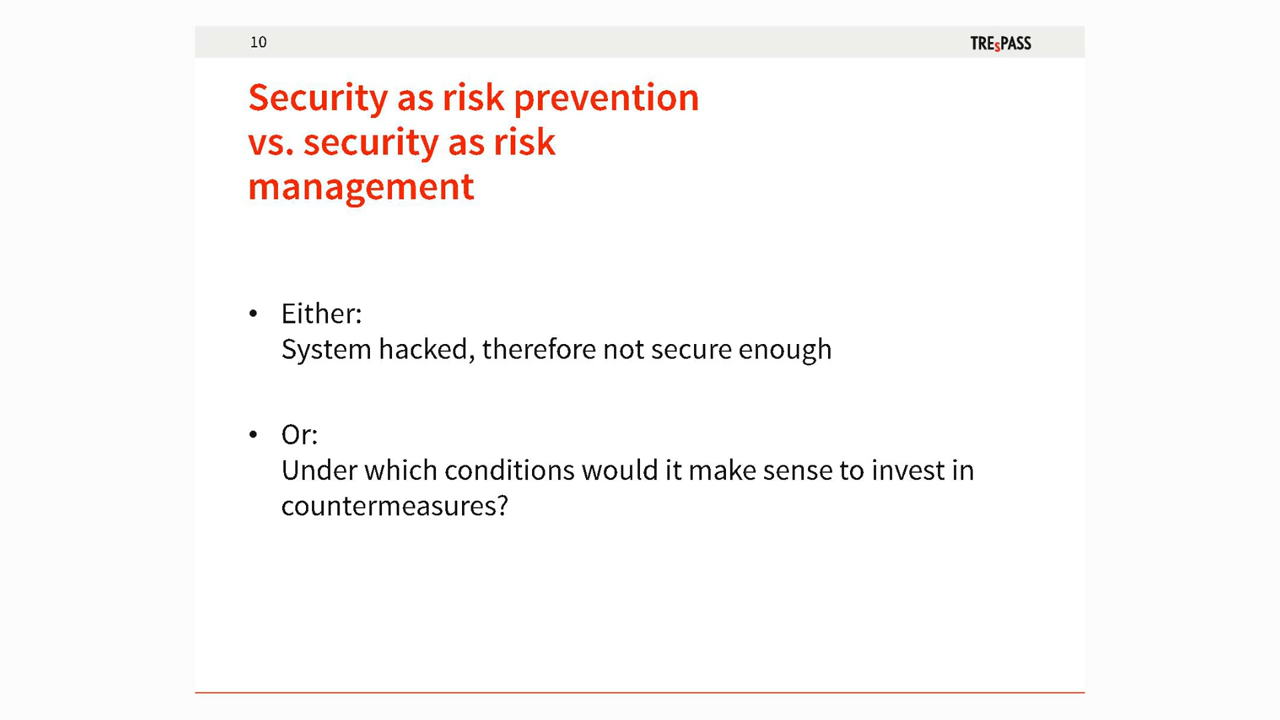 10
TREsPASS
Security as risk prevention
vs. security as risk
management
• Either:
System hacked, therefore not secure enough
• Or:
Under which conditions would it make sense to invest in
countermeasures?